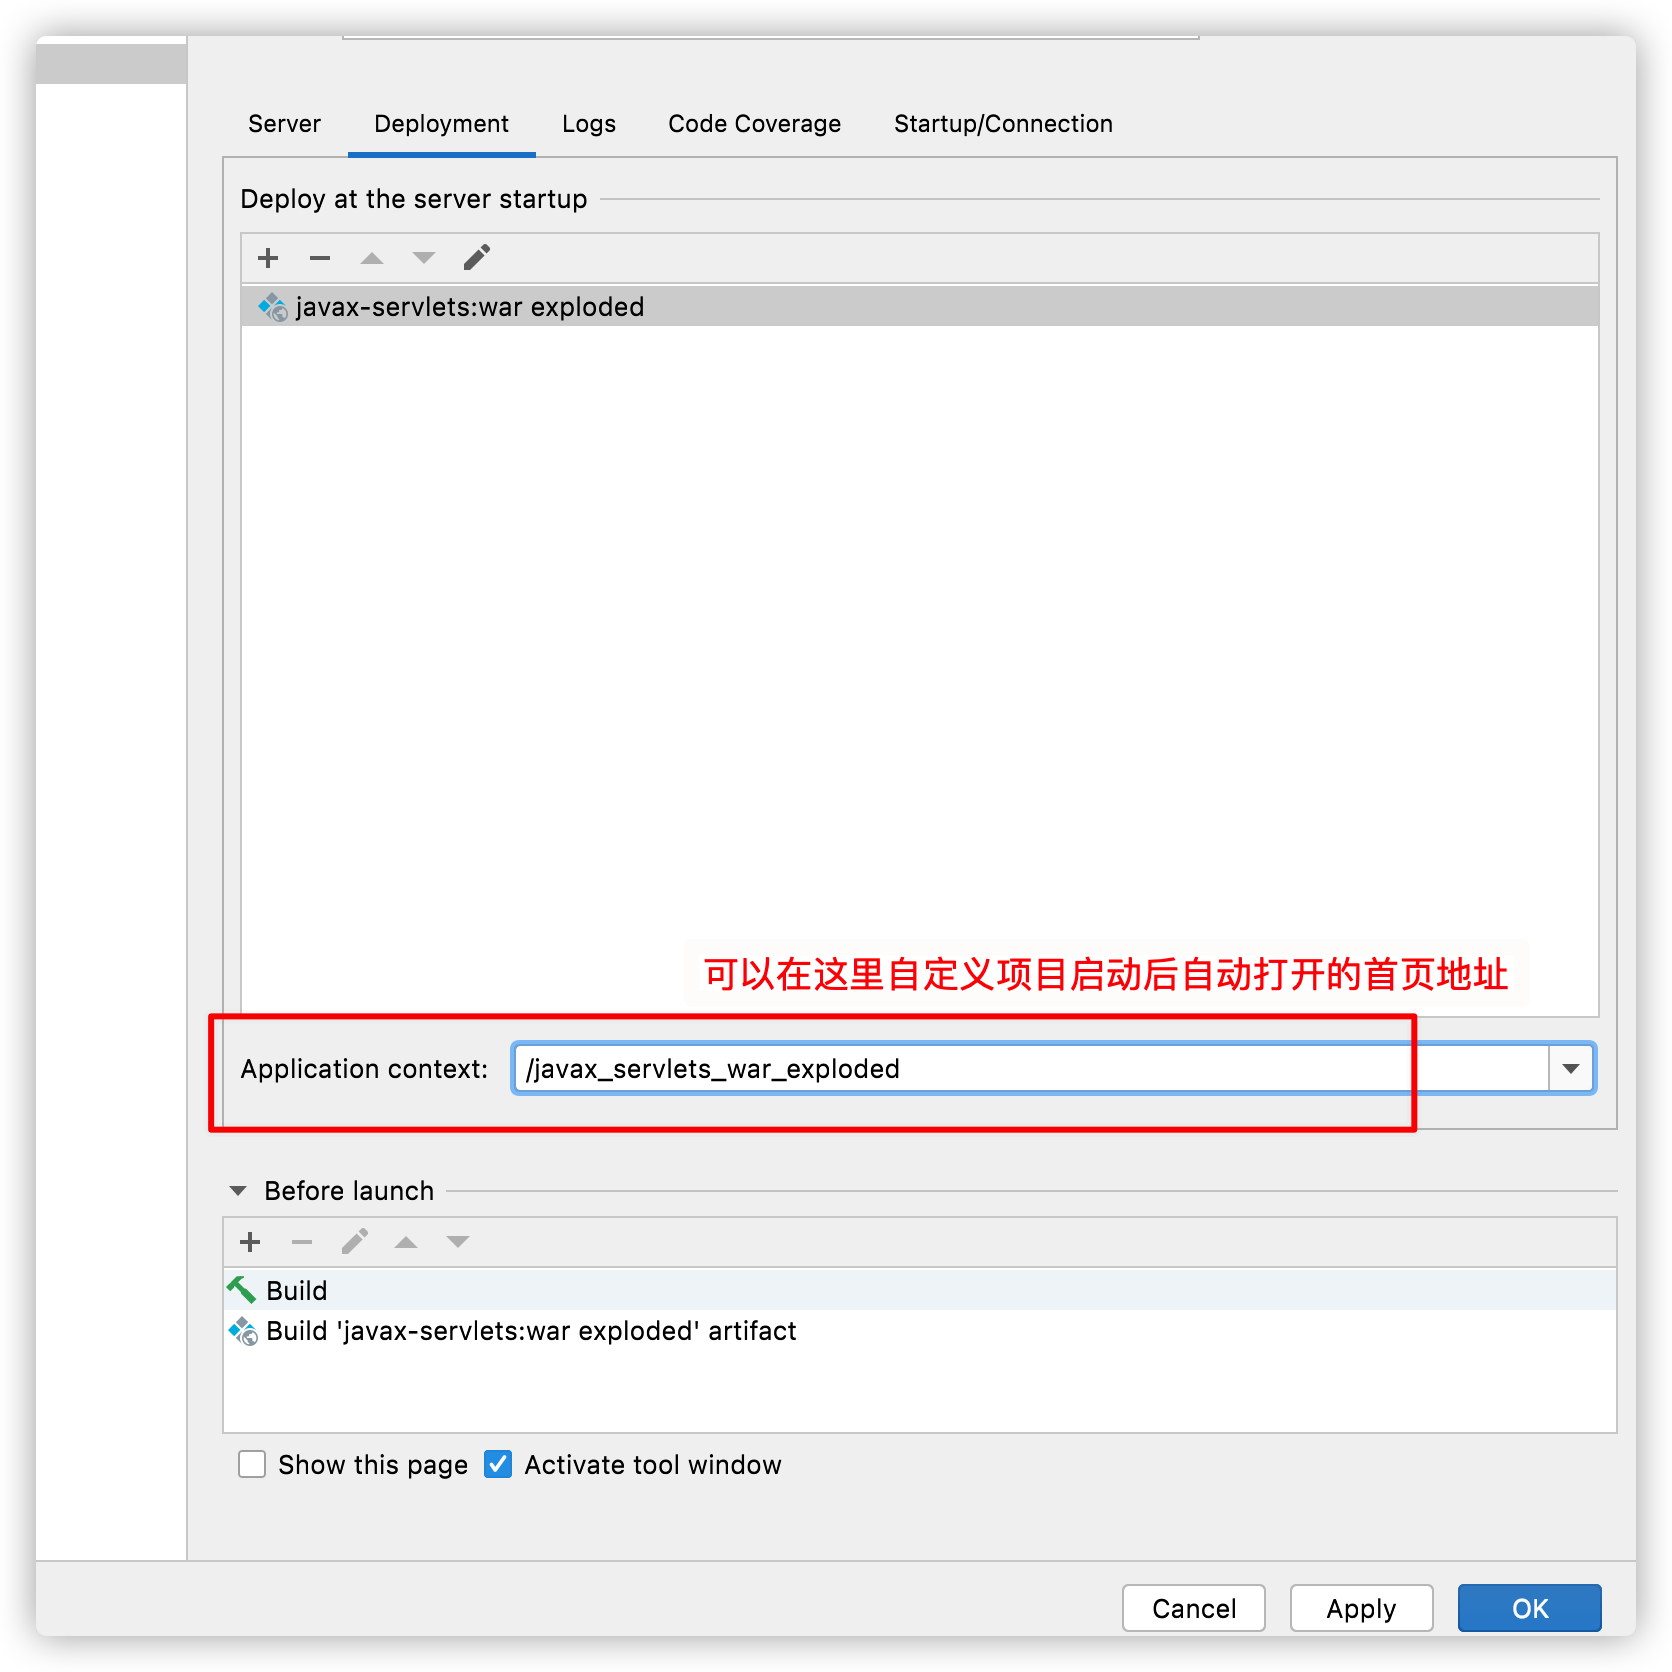 Server Deployment Logs Code Coverage Startup/Connection
Deploy at the server startup
javax-servlets:war exploded
可以在这里自定义项目启动后自动打开的首页地址
Application context: /javax_servlets_war_exploded
Before launch
Build
Build 'javax-servlets:war exploded' artifact
Show this page Activate tool window
Cancel Apply OK